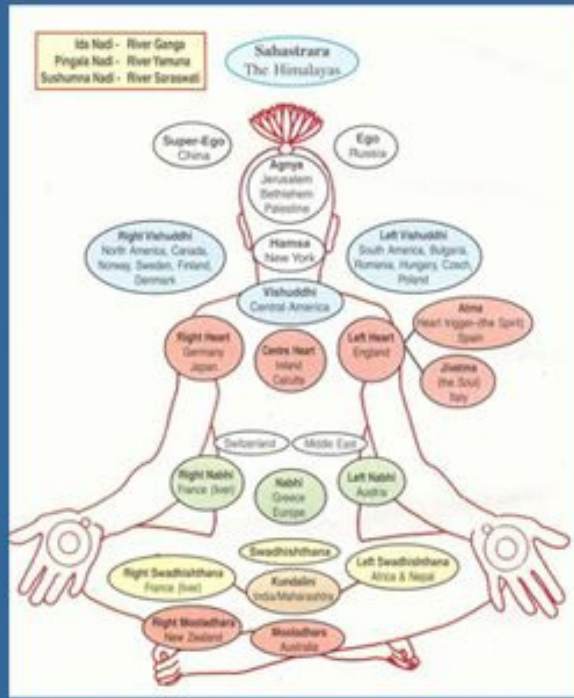 Ida Nadi - River Ganga
Pingala Nadi - River Yamuna
Sushumna Nadi - River Saraswati
Sahastrara
The Himalayas
Super-Ego
China
Ego
Russia
Agnya
Jerusalem
Bethlehem
Palestine
Right Vishuddhi
North America, Canada,
Norway, Sweden, Finland,
Denmark
Hamsa
New York
Left Vishuddhi
South America, Bulgaria,
Romania, Hungary, Czech,
Poland
Vishuddhi
Central America
Right Heart
Germany
Japan
Centre Heart
Ireland
Calcutta
Left Heart
England
Atma
Heart trigger-(the Spirit)
Spain
Jivatma
(the Soul)
Italy
Switzerland
Middle East
Right Nabhi
France (liver)
Nabhi
Greece
Europe
Left Nabhi
Austria
Swadhishthana
Right Swadhishthana
France (liver)
Kundalini
India/Maharashtra
Left Swadhishthana
Africa & Nepal
Right Mooladhara
New Zealand
Mooladhara
Australia